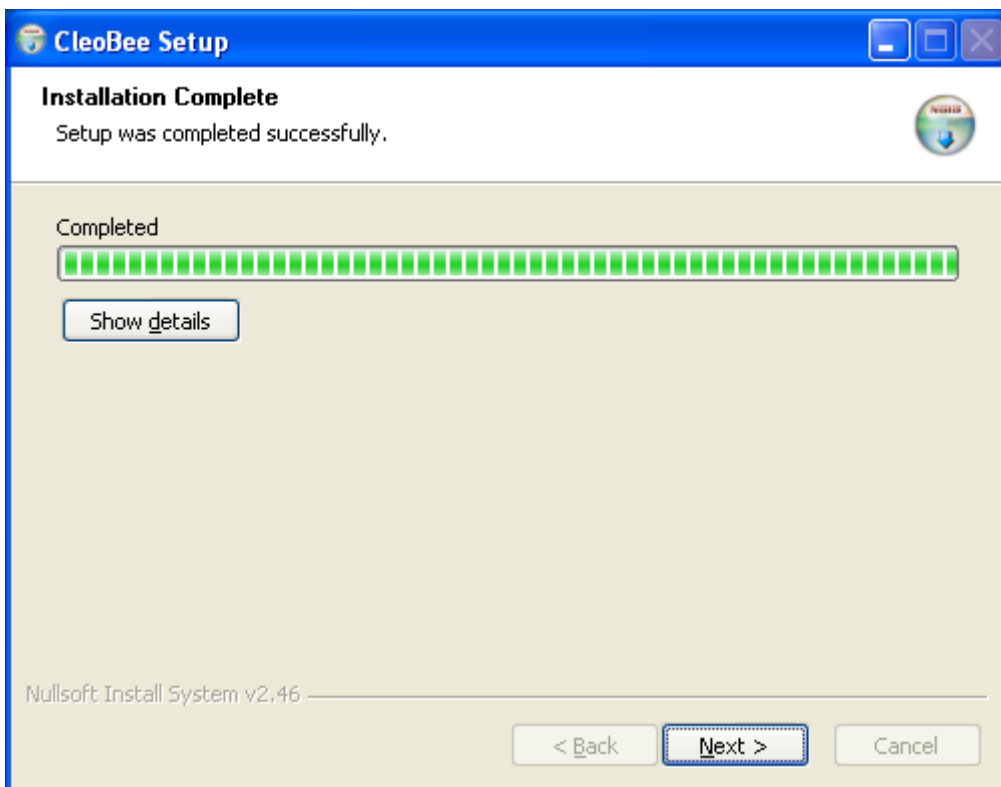 CleoBee Setup
Installation Complete
Setup was completed successfully.
Completed
Show details
Nullsoft Install System v2.46
< Back Next > Cancel